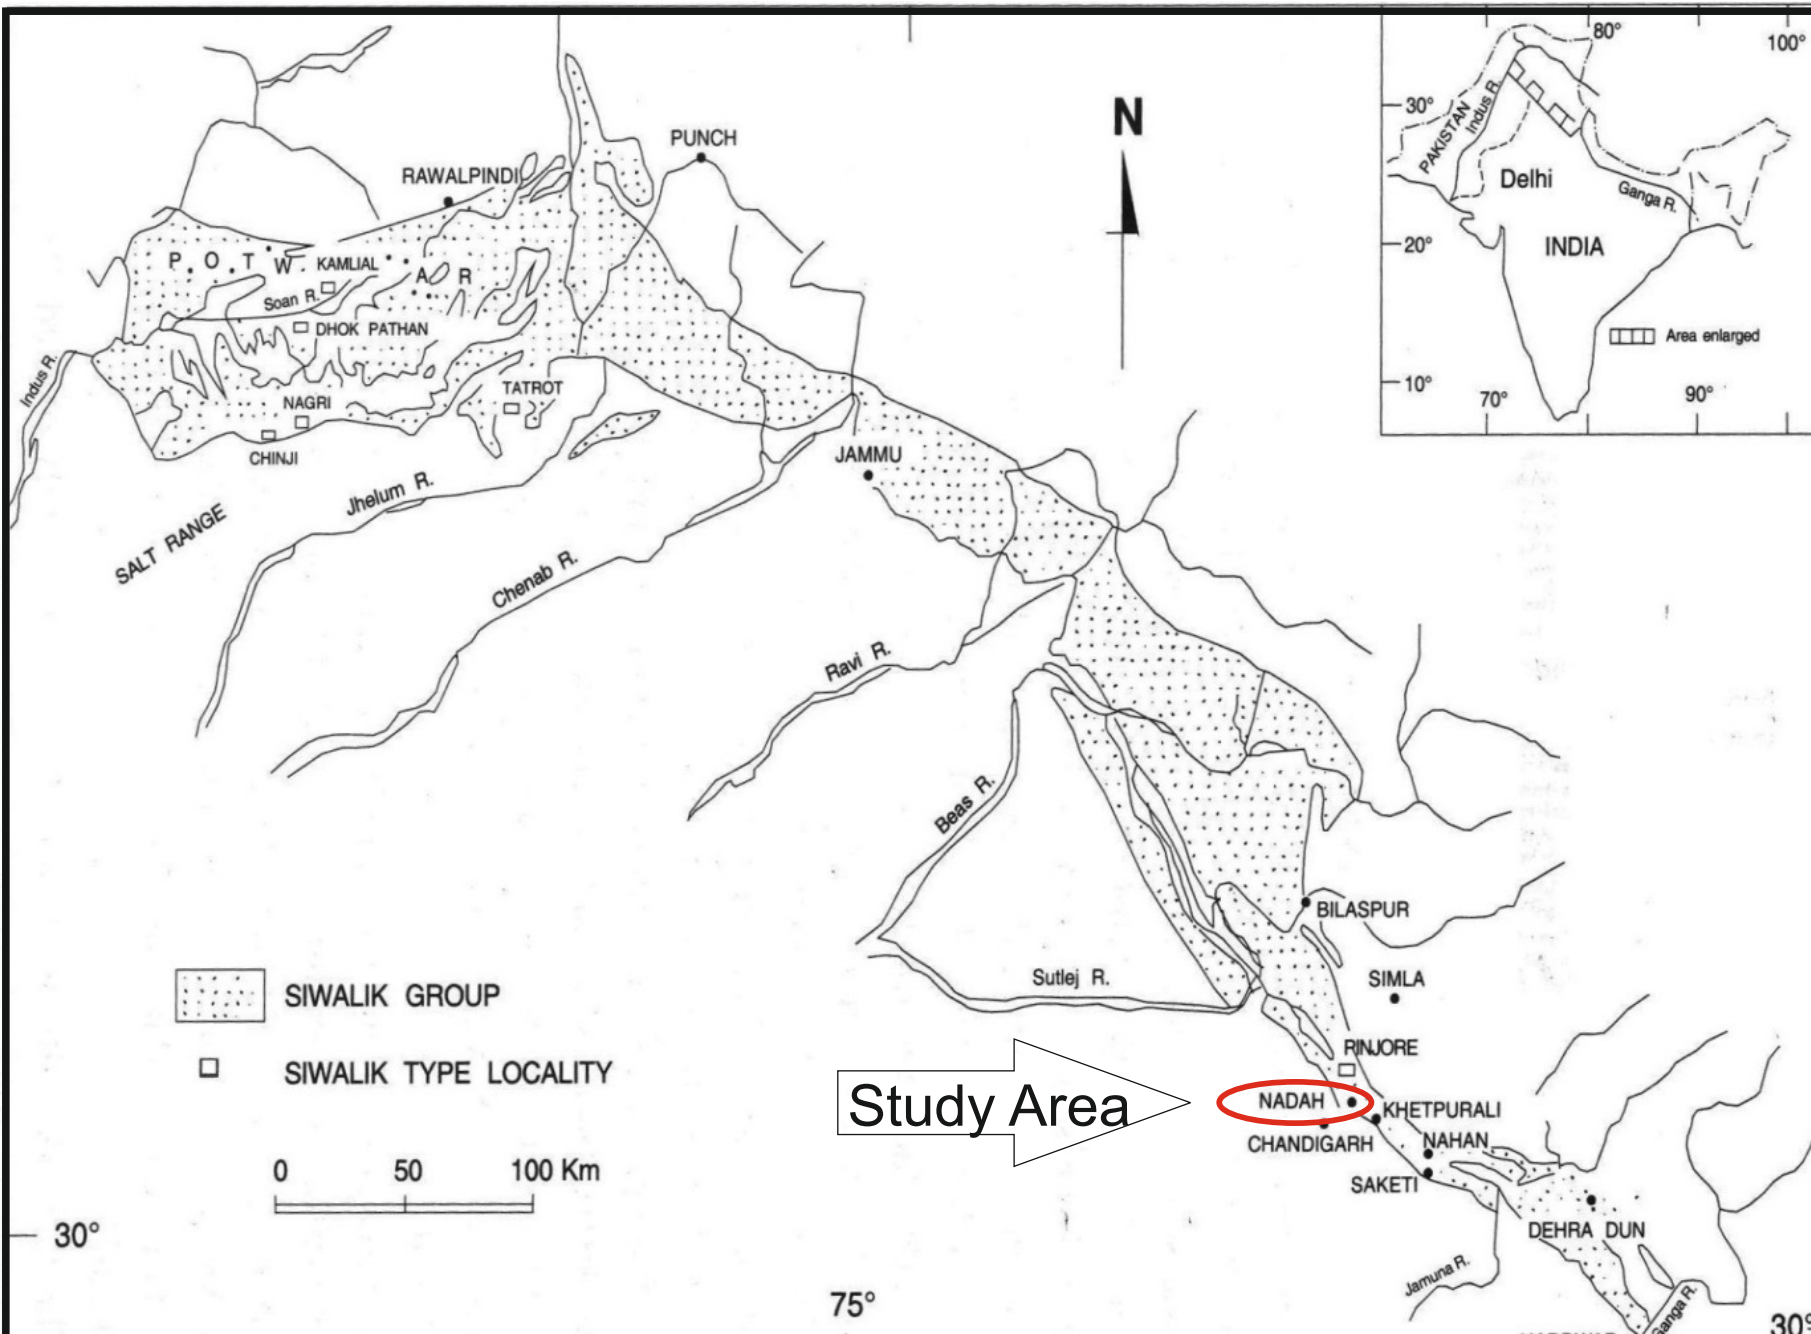 80°
100°
30°
PAKISTAN
Indus R.
Delhi
Ganga R.
20°
INDIA
Area enlarged
10°
70°
90°
N
PUNCH
RAWALPINDI
P O T W A R
KAMLIAL
Soan R.
DHOK PATHAN
Indus R.
NAGRI
TATROT
CHINJI
JAMMU
Jhelum R.
SALT RANGE
Chenab R.
Ravi R.
Beas R.
BILASPUR
Sutlej R.
SIMLA
SIWALIK GROUP
PINJORE
SIWALIK TYPE LOCALITY
Study Area
NADAH
KHETPURALI
CHANDIGARH
NAHAN
SAKETI
0 50 100 Km
DEHRA DUN
30°
Jamuna R.
Ganga R.
75°
30°